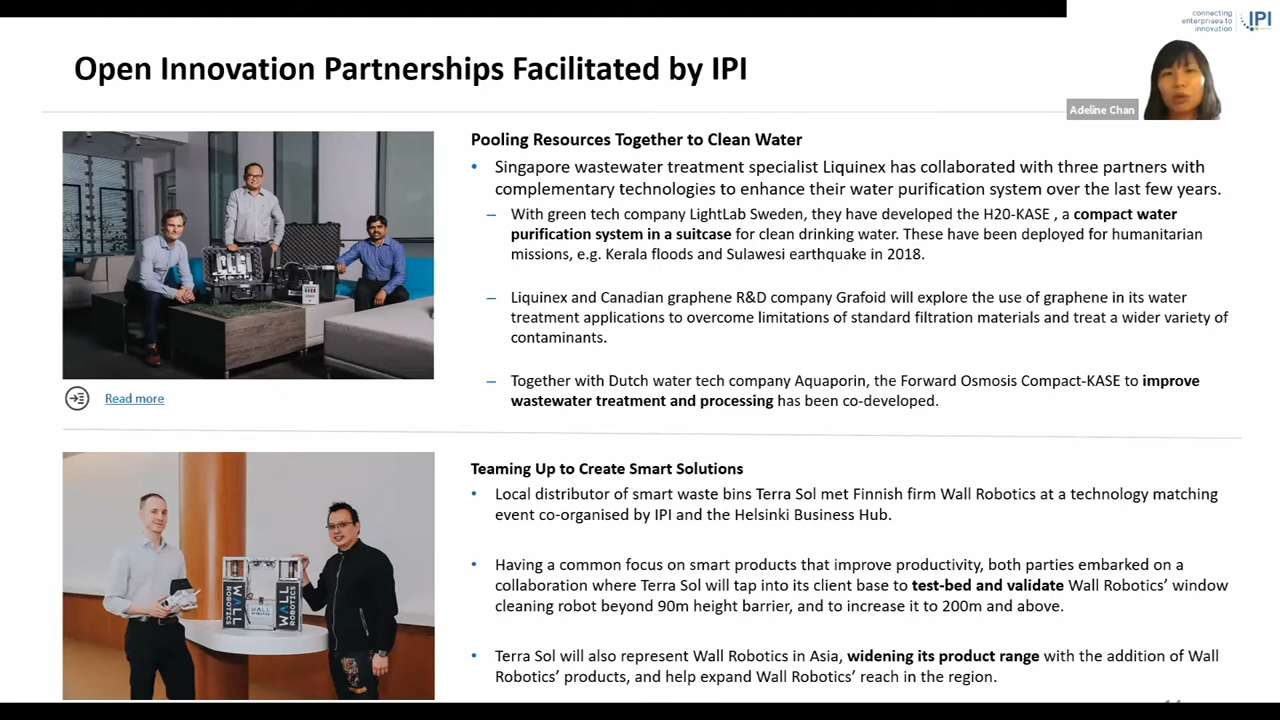 connecting
enterprises to
innovation
IPI
Open Innovation Partnerships Facilitated by IPI
Adeline Chan
Pooling Resources Together to Clean Water
• Singapore wastewater treatment specialist Liquinex has collaborated with three partners with
complementary technologies to enhance their water purification system over the last few years.
– With green tech company LightLab Sweden, they have developed the H20-KASE , a compact water
purification system in a suitcase for clean drinking water. These have been deployed for humanitarian
missions, e.g. Kerala floods and Sulawesi earthquake in 2018.
– Liquinex and Canadian graphene R&D company Grafoid will explore the use of graphene in its water
treatment applications to overcome limitations of standard filtration materials and treat a wider variety of
contaminants.
– Together with Dutch water tech company Aquaporin, the Forward Osmosis Compact-KASE to improve
wastewater treatment and processing has been co-developed.
Read more
Teaming Up to Create Smart Solutions
• Local distributor of smart waste bins Terra Sol met Finnish firm Wall Robotics at a technology matching
event co-organised by IPI and the Helsinki Business Hub.
• Having a common focus on smart products that improve productivity, both parties embarked on a
collaboration where Terra Sol will tap into its client base to test-bed and validate Wall Robotics’ window
cleaning robot beyond 90m height barrier, and to increase it to 200m and above.
• Terra Sol will also represent Wall Robotics in Asia, widening its product range with the addition of Wall
Robotics’ products, and help expand Wall Robotics’ reach in the region.
WALL
ROBOTICS
WALL
ROBOTICS
WALL
ROBOTICS